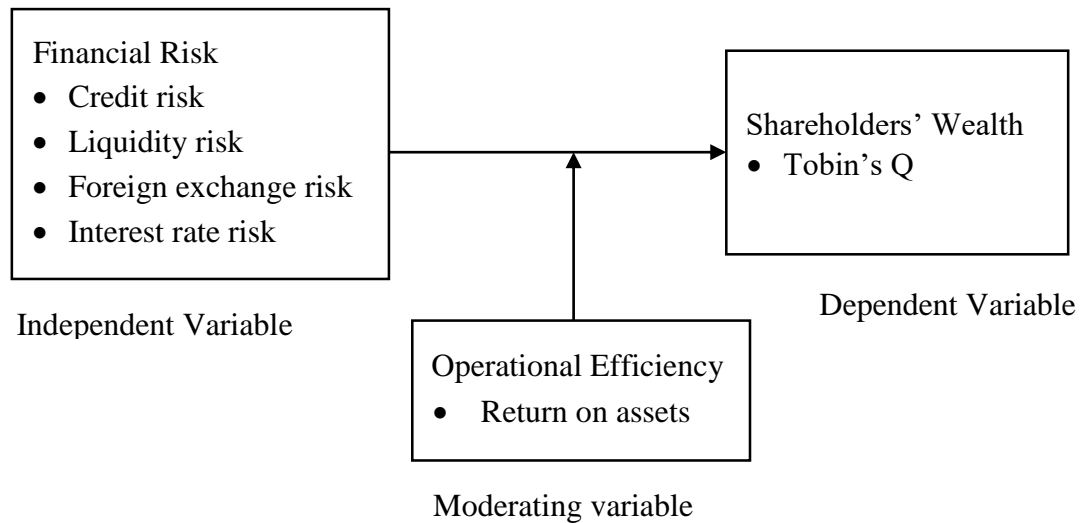 Financial Risk
• Credit risk
• Liquidity risk
• Foreign exchange risk
• Interest rate risk
Independent Variable
Shareholders’ Wealth
• Tobin’s Q
Dependent Variable
Operational Efficiency
• Return on assets
Moderating variable